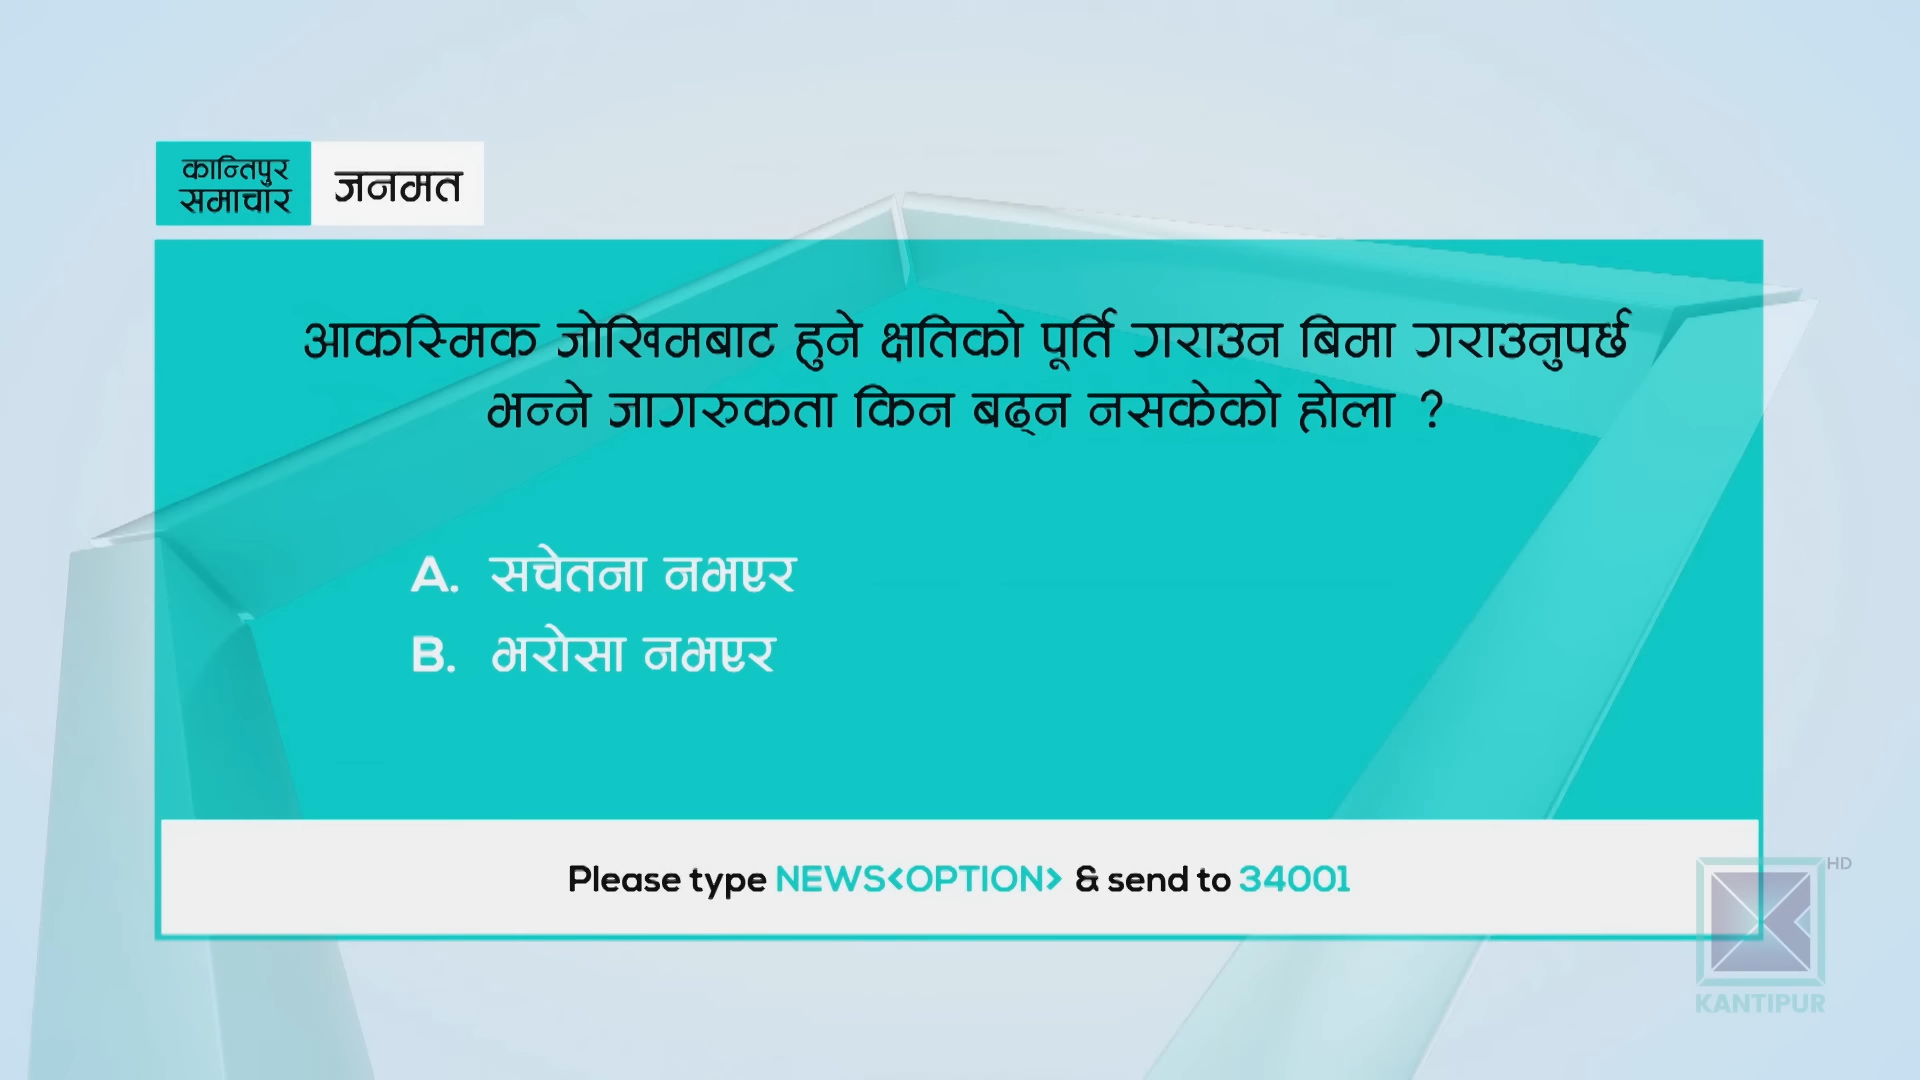 कान्तिपुर
समाचार
जनमत
आकस्मिक जोखिमबाट हुने क्षतिको पूर्ति गराउन बिमा गराउनुपर्छ
भन्ने जागरुकता किन बढ्न नसकेको होला ?
A. सचेतना नभएर
B. भरोसा नभएर
Please type NEWS<OPTION> & send to 34001
HD
KANTIPUR